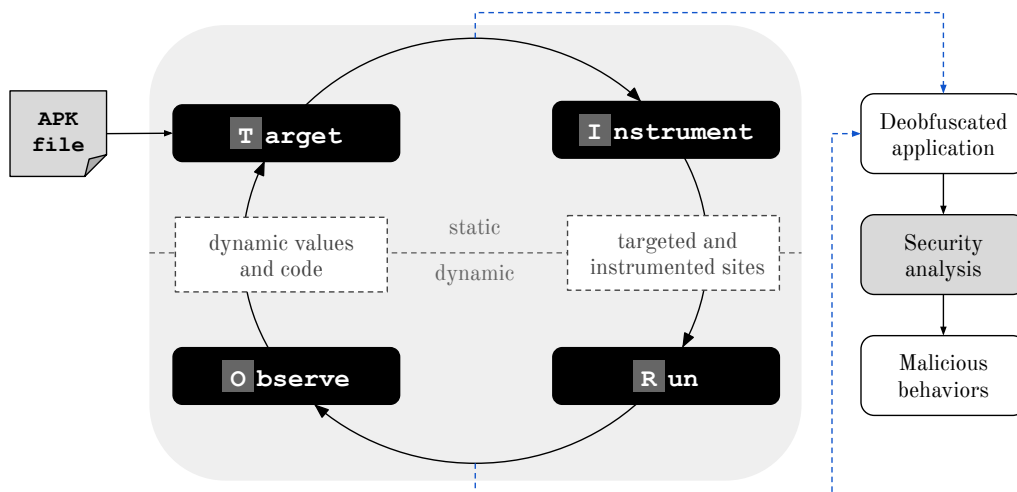 APK
file
Target
Instrument
dynamic values
and code
static
dynamic
targeted and
instrumented sites
Observe
Run
Deobfuscated
application
Security
analysis
Malicious
behaviors